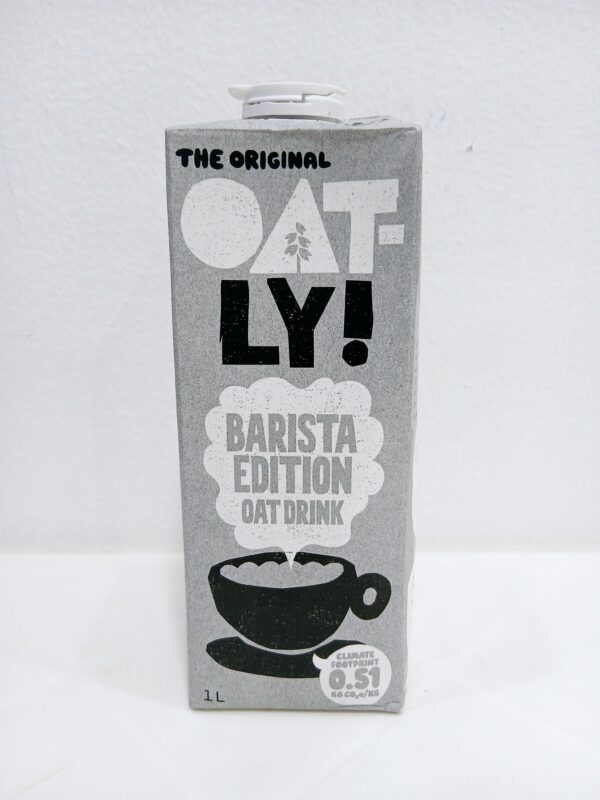 THE ORIGINAL
OAT-
LY!
BARISTA
EDITION
OAT DRINK
CLIMATE
FOOTPRINT
0.51
KG CO₂e/KG
1L